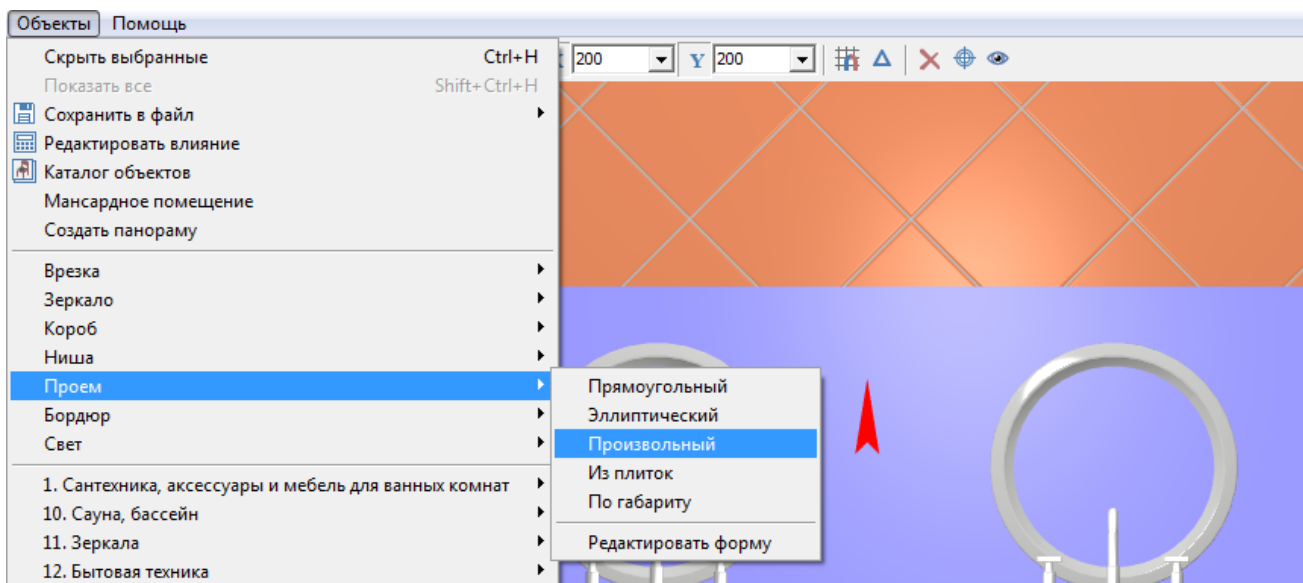 Объекты Помощь
Скрыть выбранные Ctrl+H
200 Y 200
Показать все Shift+Ctrl+H
Сохранить в файл
Редактировать влияние
Каталог объектов
Мансардное помещение
Создать панораму
Врезка
Зеркало
Короб
Ниша
Проем
Бордюр
Свет
Прямоугольный
Эллиптический
Произвольный
Из плиток
По габариту
Редактировать форму
1. Сантехника, аксессуары и мебель для ванных комнат
10. Сауна, бассейн
11. Зеркала
12. Бытовая техника